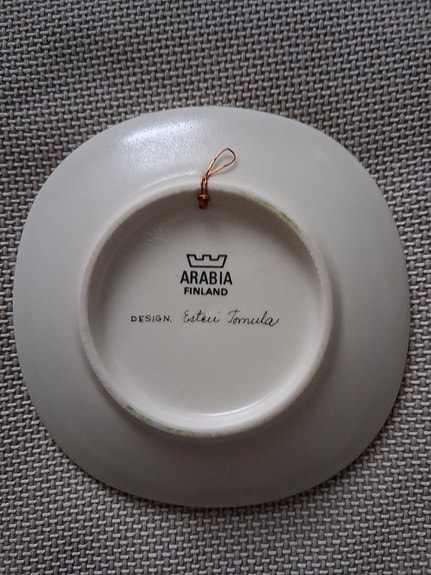 ARABIA
FINLAND
DESIGN. Esteri Tomula